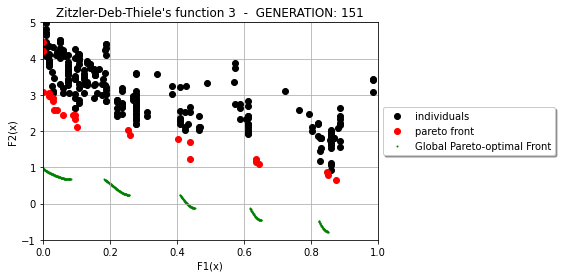 Zitzler-Deb-Thiele's function 3 - GENERATION: 151
5
4
3
2
1
0
-1
F2(x)
0.0 0.2 0.4 0.6 0.8 1.0
F1(x)
individuals
pareto front
Global Pareto-optimal Front